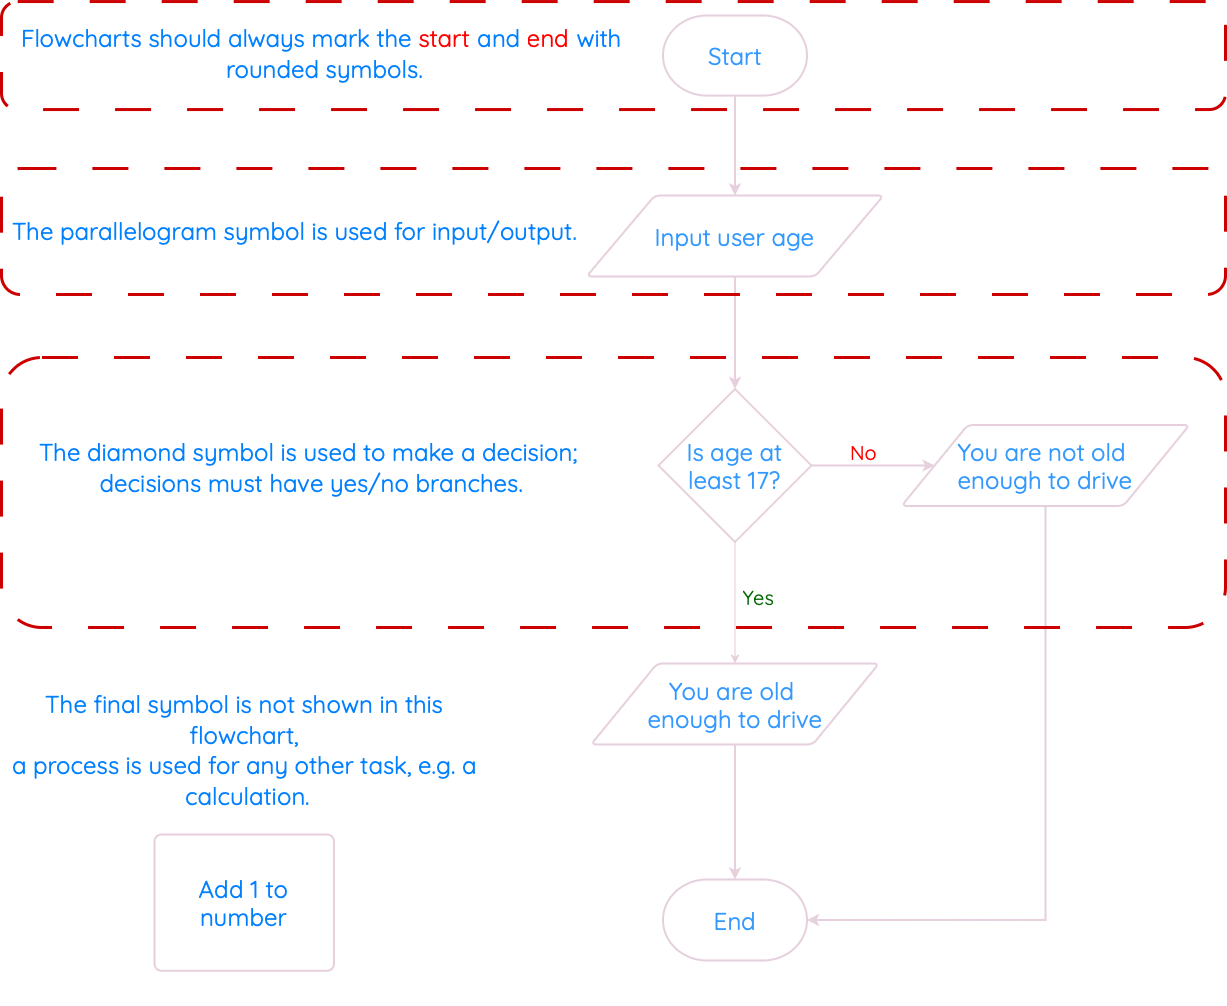 Flowcharts should always mark the start and end with
rounded symbols.
Start
The parallelogram symbol is used for input/output.
Input user age
The diamond symbol is used to make a decision;
decisions must have yes/no branches.
Is age at
least 17?
No
You are not old
enough to drive
Yes
You are old
enough to drive
The final symbol is not shown in this
flowchart,
a process is used for any other task, e.g. a
calculation.
Add 1 to
number
End